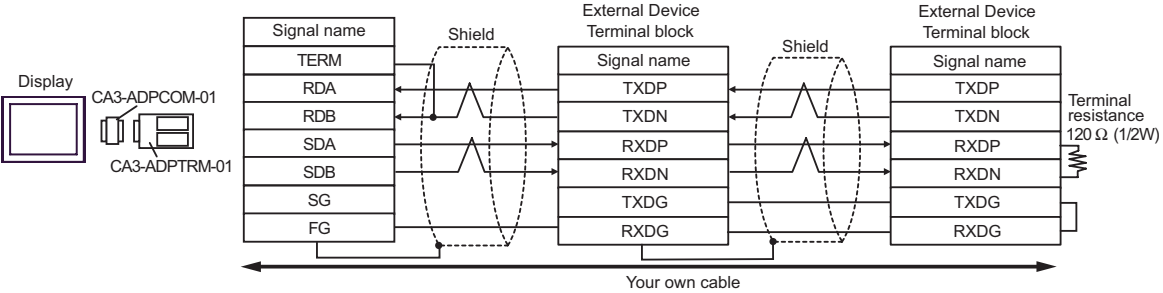 Display
CA3-ADPCOM-01
CA3-ADPTRM-01
Signal name
TERM
RDA
RDB
SDA
SDB
SG
FG
Shield
External Device
Terminal block
Signal name
TXDP
TXDN
RXDP
RXDN
TXDG
RXDG
Shield
External Device
Terminal block
Signal name
TXDP
TXDN
RXDP
RXDN
TXDG
RXDG
Terminal
resistance
120 Ω (1/2W)
Your own cable